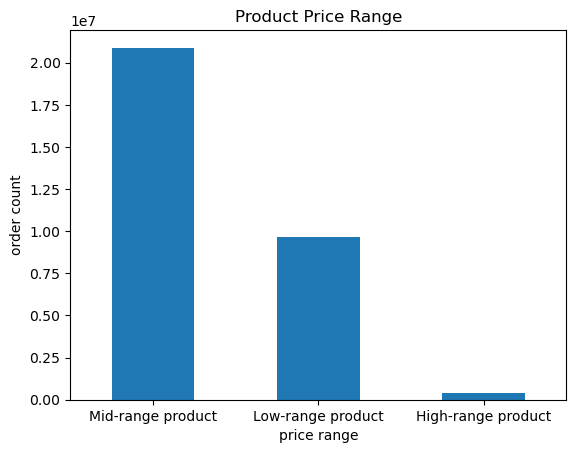 Product Price Range
1e7
2.00
1.75
1.50
1.25
1.00
0.75
0.50
0.25
0.00
order count
Mid-range product
Low-range product
High-range product
price range